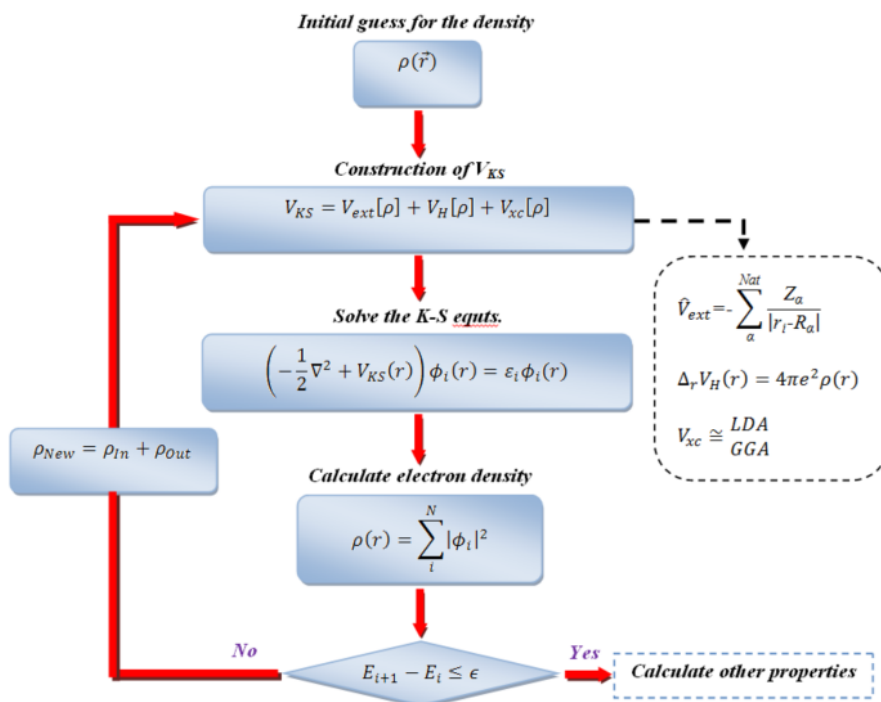 Initial guess for the density
ρ(r⃗)
Construction of V_KS
V_KS = V_ext[ρ] + V_H[ρ] + V_xc[ρ]
Solve the K-S equts.
(-1/2 ∇² + V_KS(r)) ϕ_i(r) = ε_i ϕ_i(r)
Calculate electron density
ρ(r) = ∑_i^N |ϕ_i|²
E_{i+1} − E_i ≤ ϵ
No
Yes
Calculate other properties
ρ_New = ρ_In + ρ_Out
V̂_ext=-∑_α^Nat Z_α/|r_i-R_α|
Δ_r V_H(r) = 4πe²ρ(r)
V_xc ≅ LDA
GGA